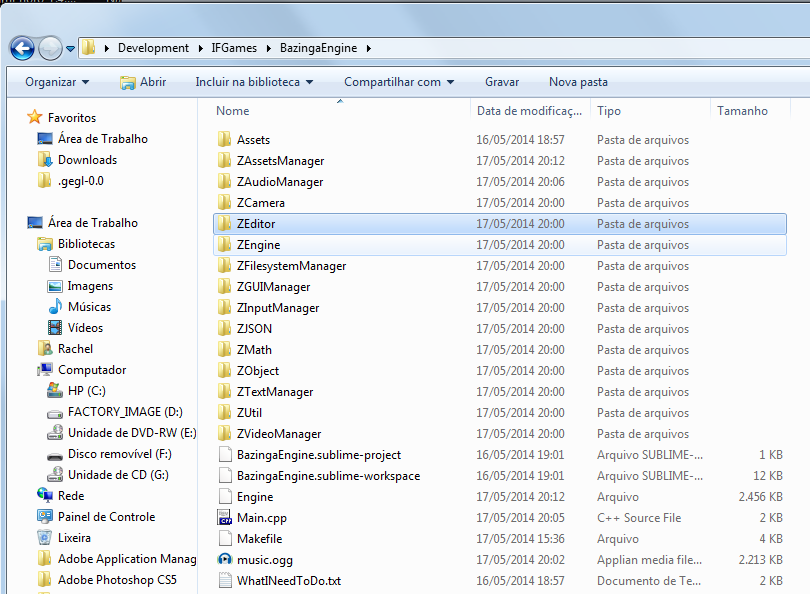 Development IFGames BazingaEngine
Organizar Abrir Incluir na biblioteca Compartilhar com Gravar Nova pasta
Nome Data de modificaç... Tipo Tamanho
Favoritos
Área de Trabalho
Downloads
.gegl-0.0
Área de Trabalho
Bibliotecas
Documentos
Imagens
Músicas
Vídeos
Rachel
Computador
HP (C:)
FACTORY_IMAGE (D:)
Unidade de DVD-RW (E:)
Disco removível (F:)
Unidade de CD (G:)
Rede
Painel de Controle
Lixeira
Adobe Application Manag
Adobe Photoshop CS5
Assets 16/05/2014 18:57 Pasta de arquivos
ZAssetsManager 17/05/2014 20:12 Pasta de arquivos
ZAudioManager 17/05/2014 20:06 Pasta de arquivos
ZCamera 17/05/2014 20:00 Pasta de arquivos
ZEditor 17/05/2014 20:00 Pasta de arquivos
ZEngine 17/05/2014 20:00 Pasta de arquivos
ZFilesystemManager 17/05/2014 20:00 Pasta de arquivos
ZGUIManager 17/05/2014 20:00 Pasta de arquivos
ZInputManager 17/05/2014 20:00 Pasta de arquivos
ZJSON 17/05/2014 20:00 Pasta de arquivos
ZMath 17/05/2014 20:00 Pasta de arquivos
ZObject 17/05/2014 20:00 Pasta de arquivos
ZTextManager 17/05/2014 20:00 Pasta de arquivos
ZUtil 17/05/2014 20:00 Pasta de arquivos
ZVideoManager 17/05/2014 20:00 Pasta de arquivos
BazingaEngine.sublime-project 16/05/2014 19:01 Arquivo SUBLIME-... 1 KB
BazingaEngine.sublime-workspace 16/05/2014 19:01 Arquivo SUBLIME-... 12 KB
Engine 17/05/2014 20:12 Arquivo 2.456 KB
Main.cpp 17/05/2014 20:05 C++ Source File 2 KB
Makefile 17/05/2014 15:36 Arquivo 4 KB
music.ogg 17/05/2014 20:02 Applian media file... 2.213 KB
WhatINeedToDo.txt 16/05/2014 18:57 Documento de Te... 2 KB